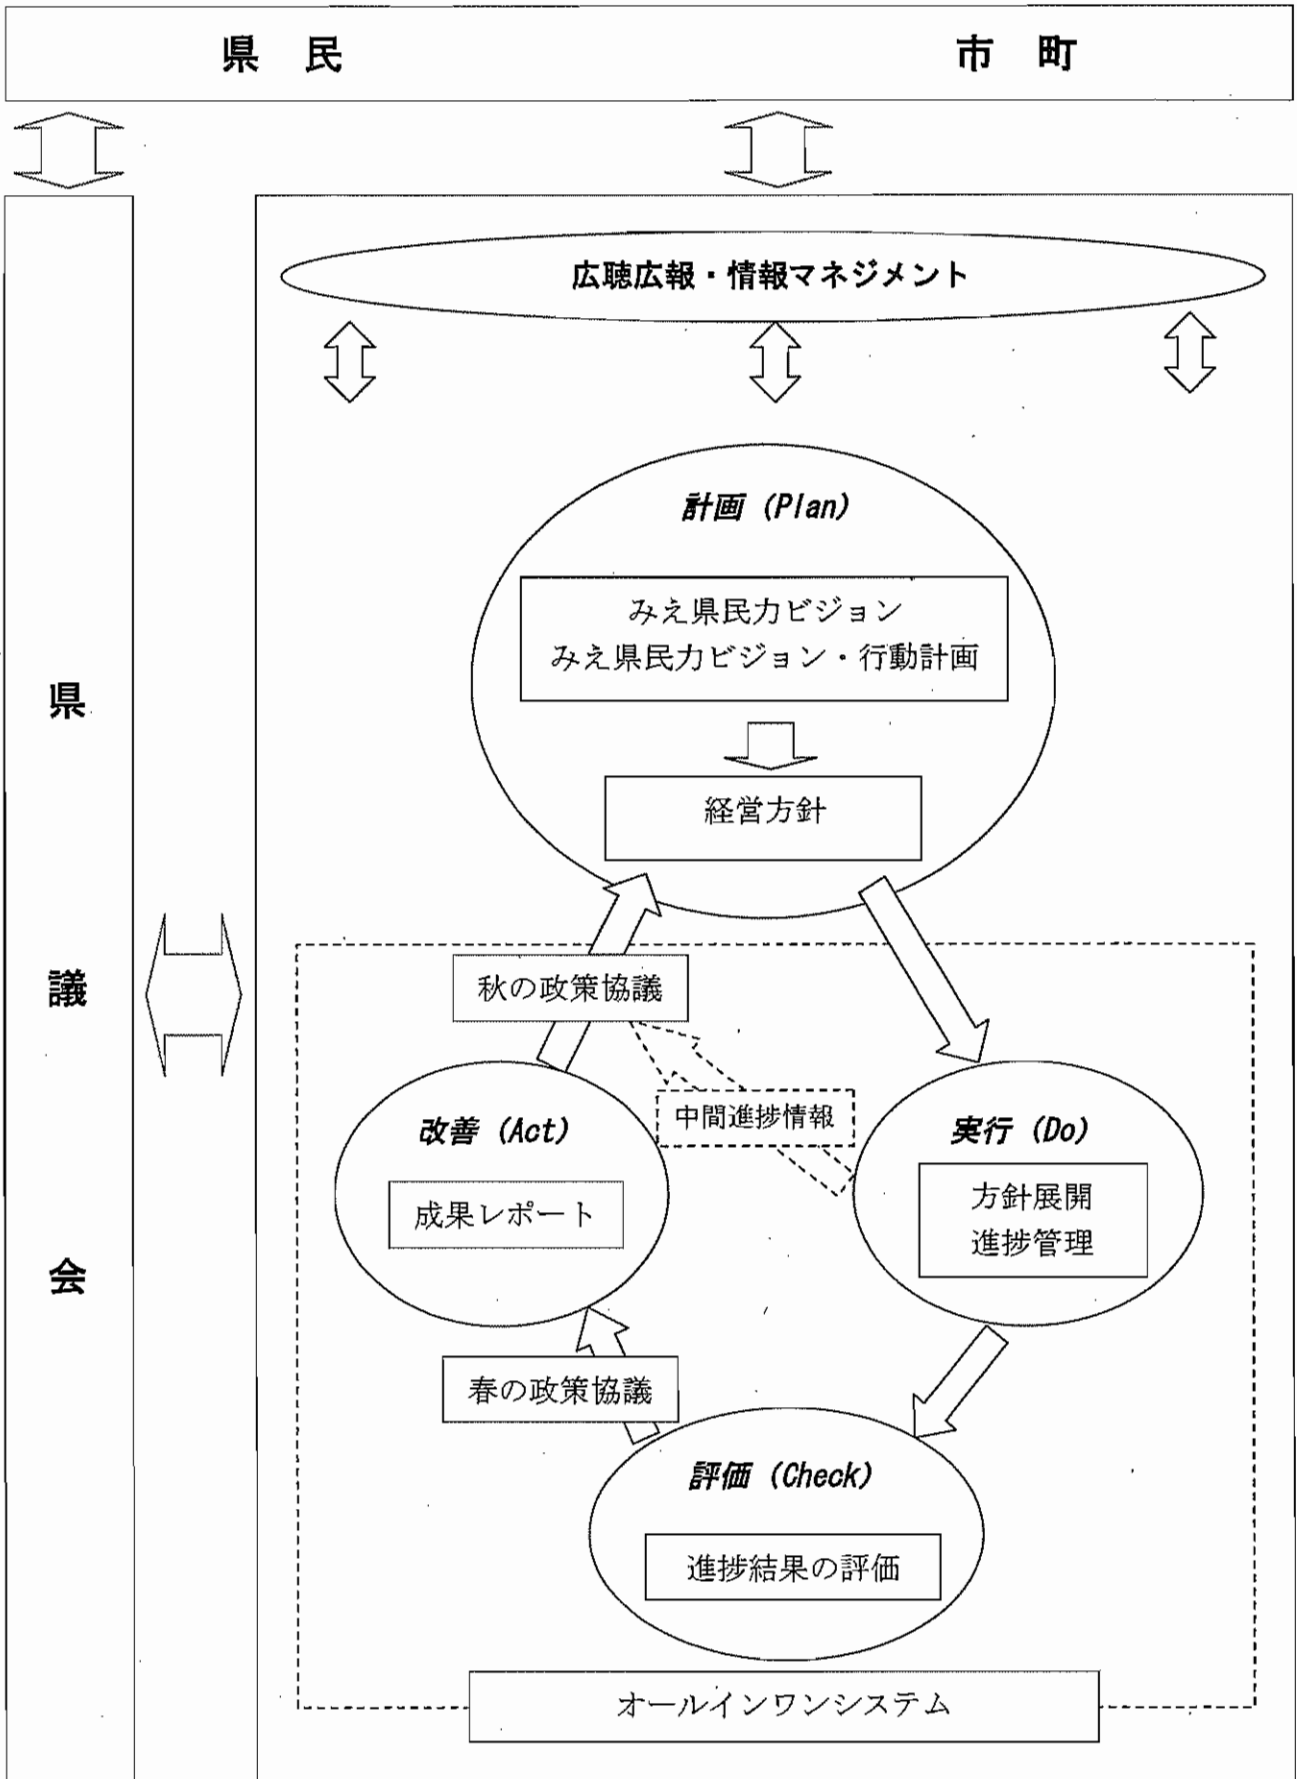 県 民
市 町
県議会
広聴広報・情報マネジメント
計画 (Plan)
みえ県民力ビジョン
みえ県民力ビジョン・行動計画
経営方針
秋の政策協議
中間進捗情報
改善 (Act)
成果レポート
実行 (Do)
方針展開
進捗管理
春の政策協議
評価 (Check)
進捗結果の評価
オールインワンシステム